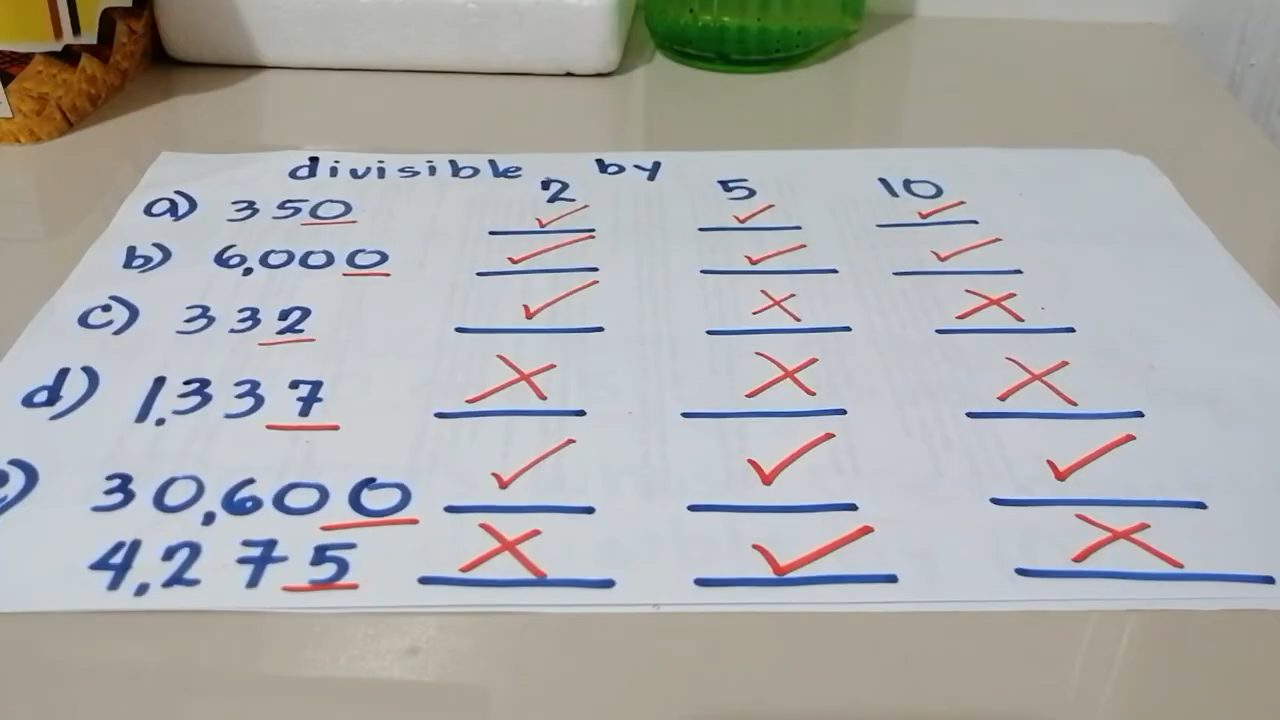 divisible by
2 5 10
a) 350 ✓ ✓ ✓
b) 6,000 ✓ ✓ ✓
c) 332 ✓ ✗ ✗
d) 1,337 ✗ ✗ ✗
) 30,600 ✓ ✓ ✓
4,275 ✗ ✓ ✗